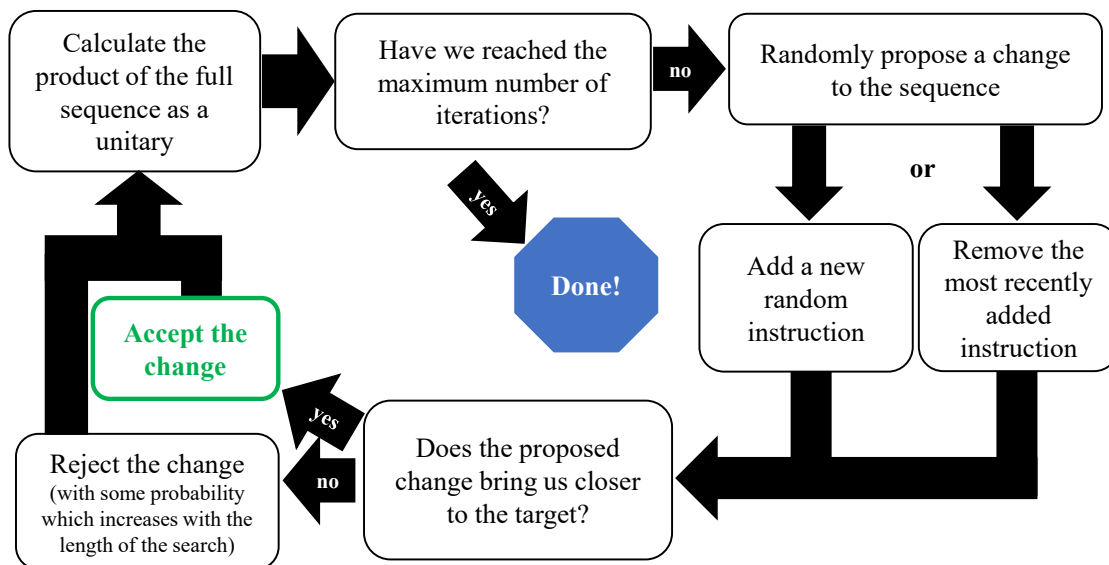 Calculate the
product of the full
sequence as a
unitary
Have we reached the
maximum number of
iterations?
no
Randomly propose a change
to the sequence
yes
or
Done!
Add a new
random
instruction
Remove the
most recently
added
instruction
Accept the
change
yes
Does the proposed
change bring us closer
to the target?
no
Reject the change
(with some probability
which increases with the
length of the search)